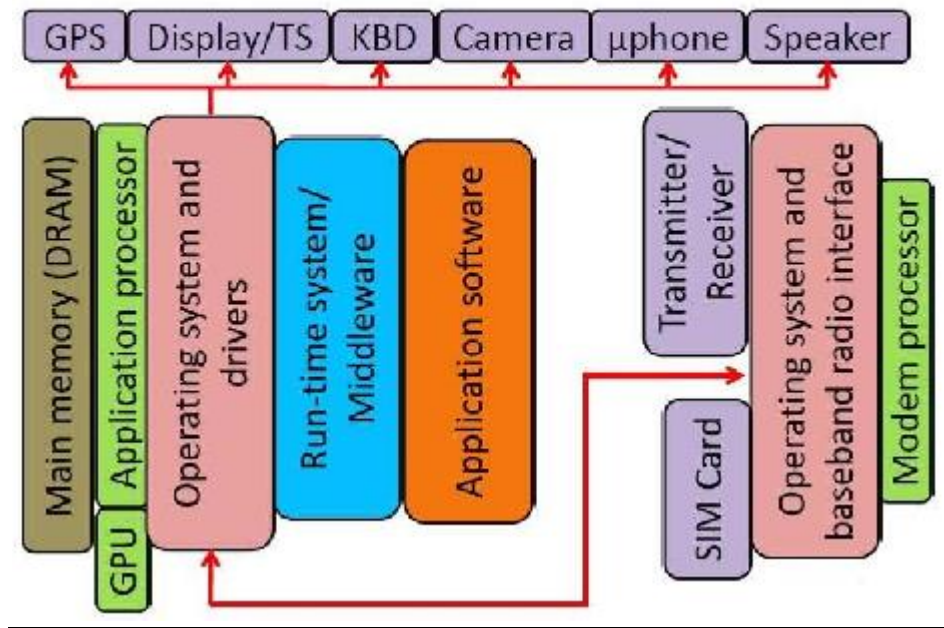 GPS
Display/TS
KBD
Camera
µphone
Speaker
Main memory (DRAM)
Application processor
GPU
Operating system and
drivers
Run-time system/
Middleware
Application software
Transmitter/
Receiver
SIM Card
Operating system and
baseband radio interface
Modem processor